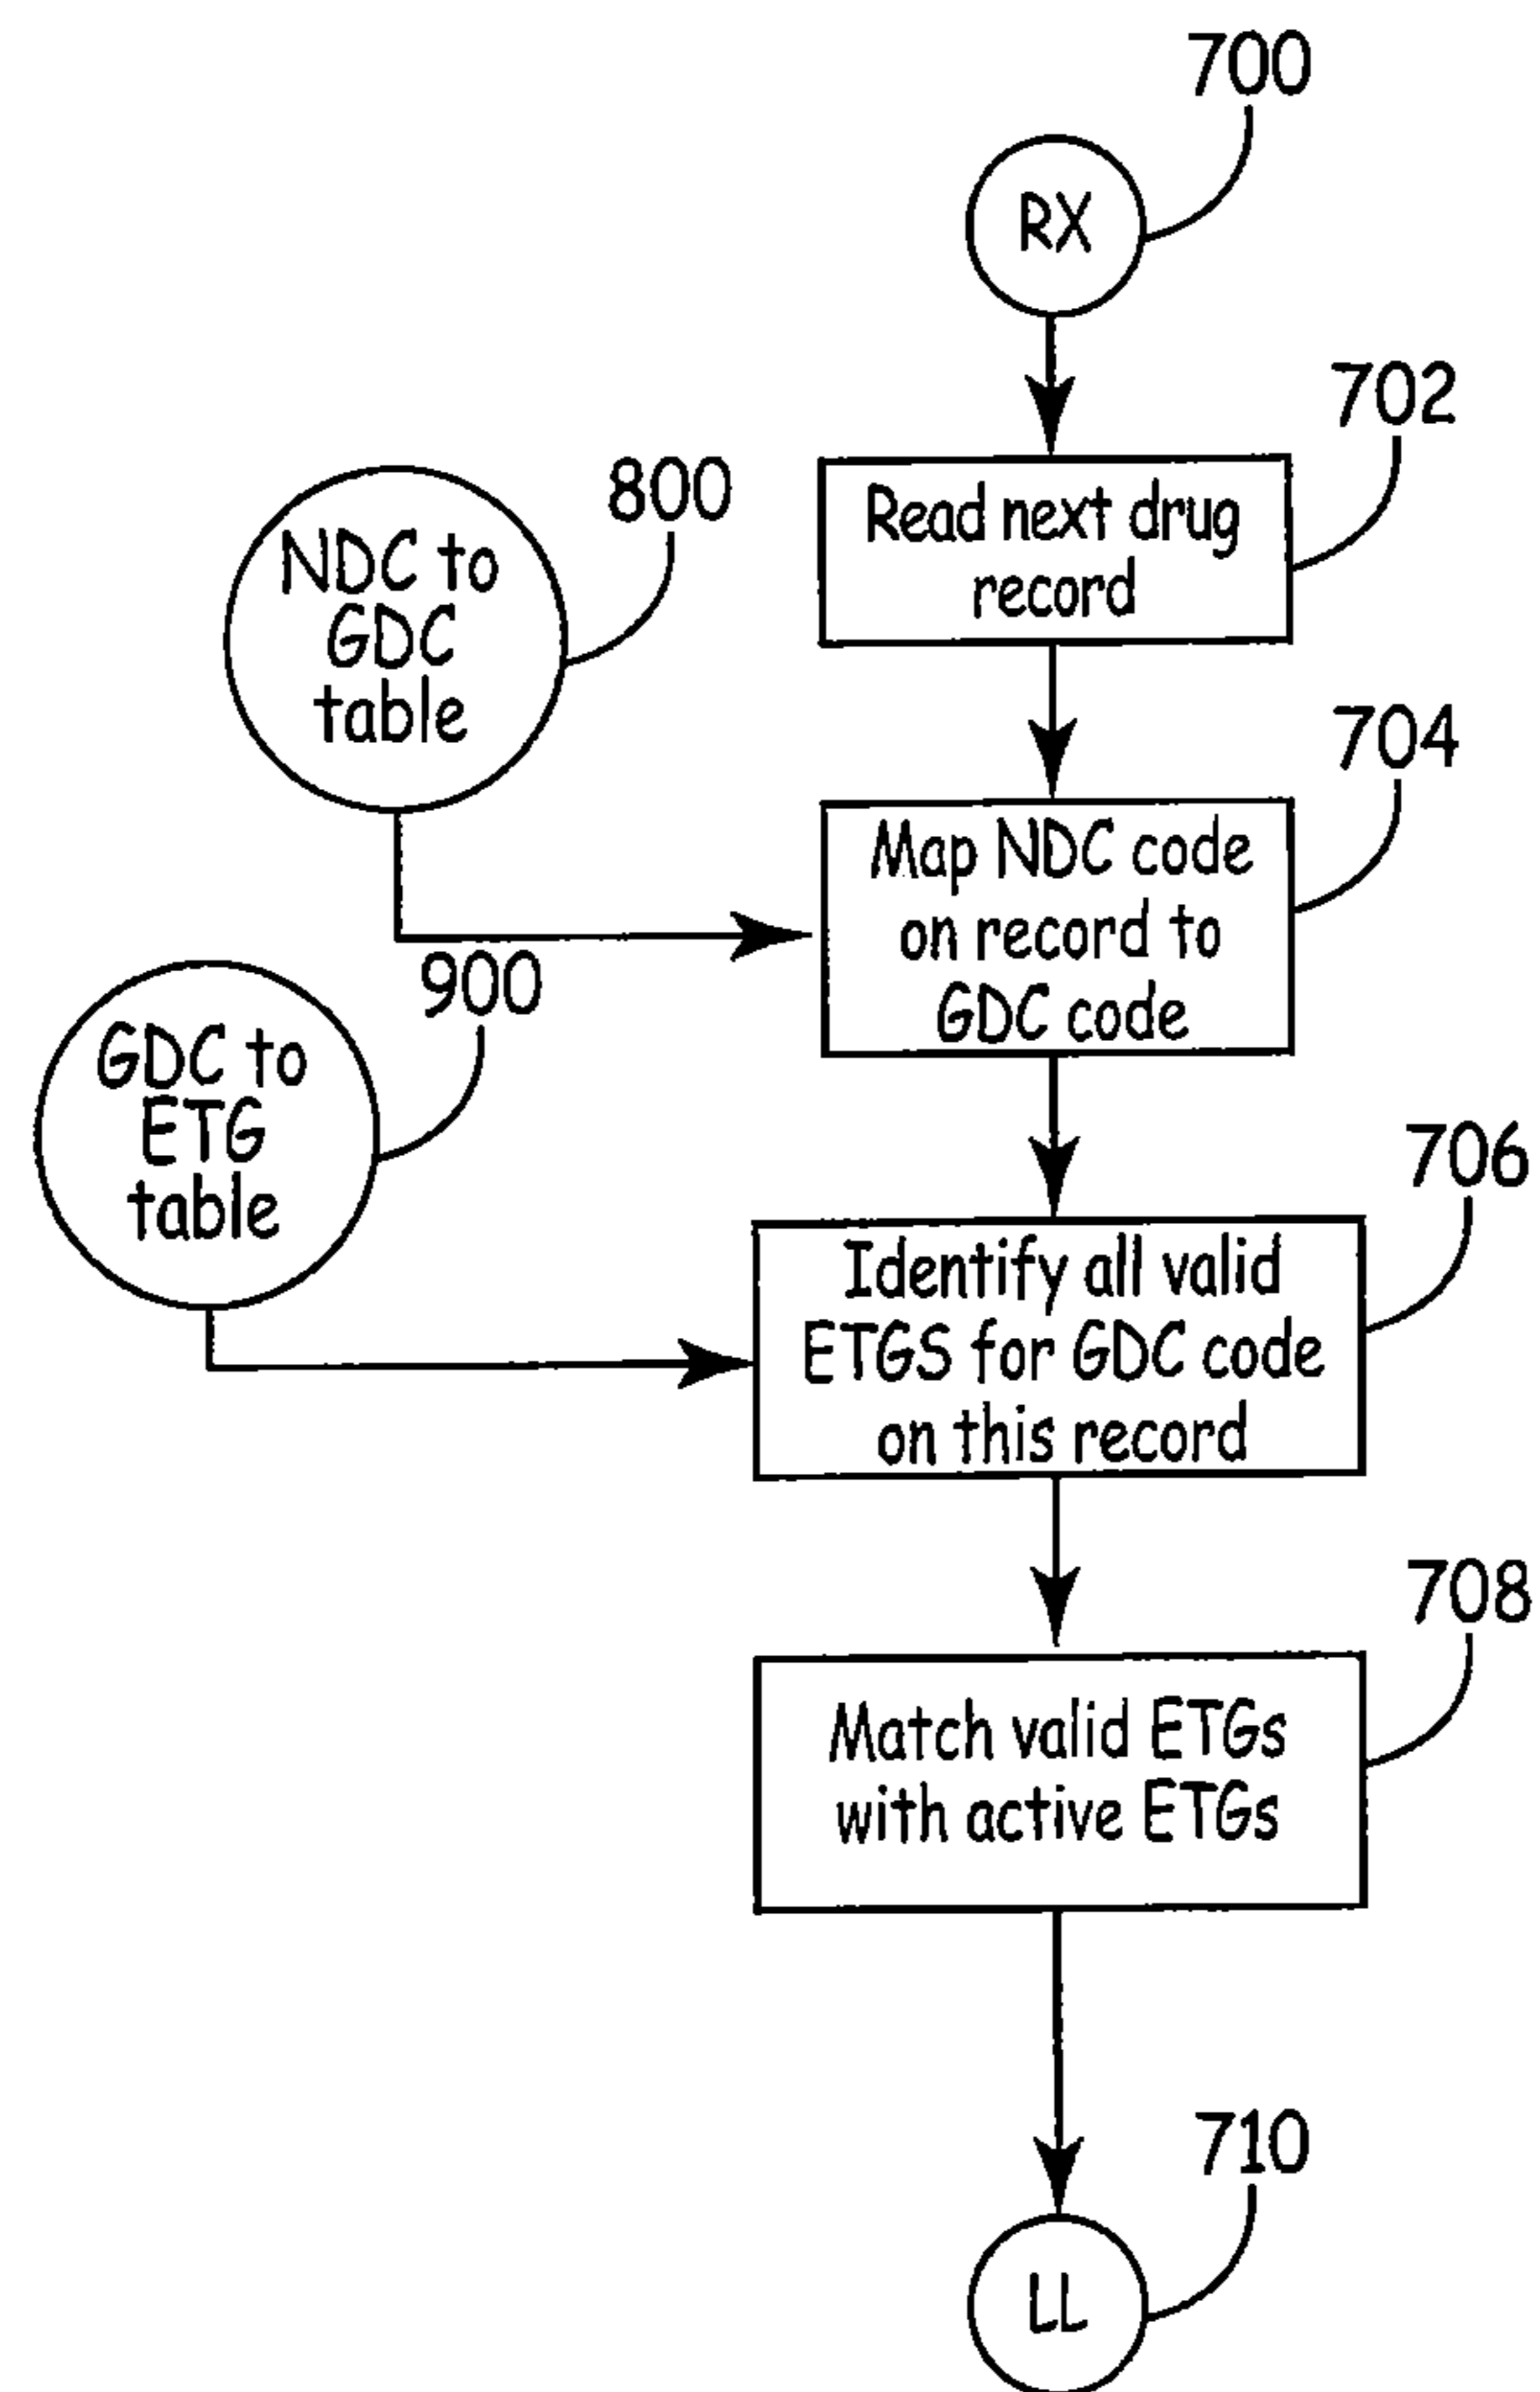 700
RX
702
Read next drug
record
800
NDC to
GDC
table
704
Map NDC code
on record to
GDC code
900
GDC to
ETG
table
706
Identify all valid
ETGS for GDC code
on this record
708
Match valid ETGs
with active ETGs
710
LL